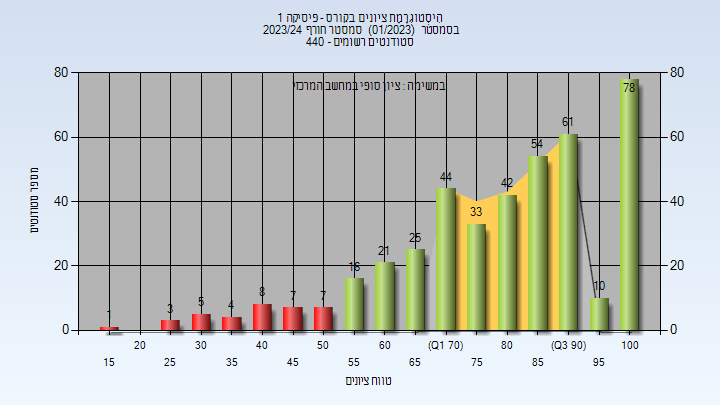 היסטוגרמת ציונים בקורס - פיסיקה 1
בסמסטר (01/2023) סמסטר חורף 2023/24
סטודנטים רשומים - 440
במשימה : ציון סופי במחשב המרכזי
מספר סטודנטים
80 80
60 60
40 40
20 20
0 0
1 3 5 4 8 7 7 16 21 25 44 33 42 54 61 10 78
20 30 40 50 60 (Q1 70) 80 (Q3 90) 100
15 25 35 45 55 65 75 85 95
טווח ציונים